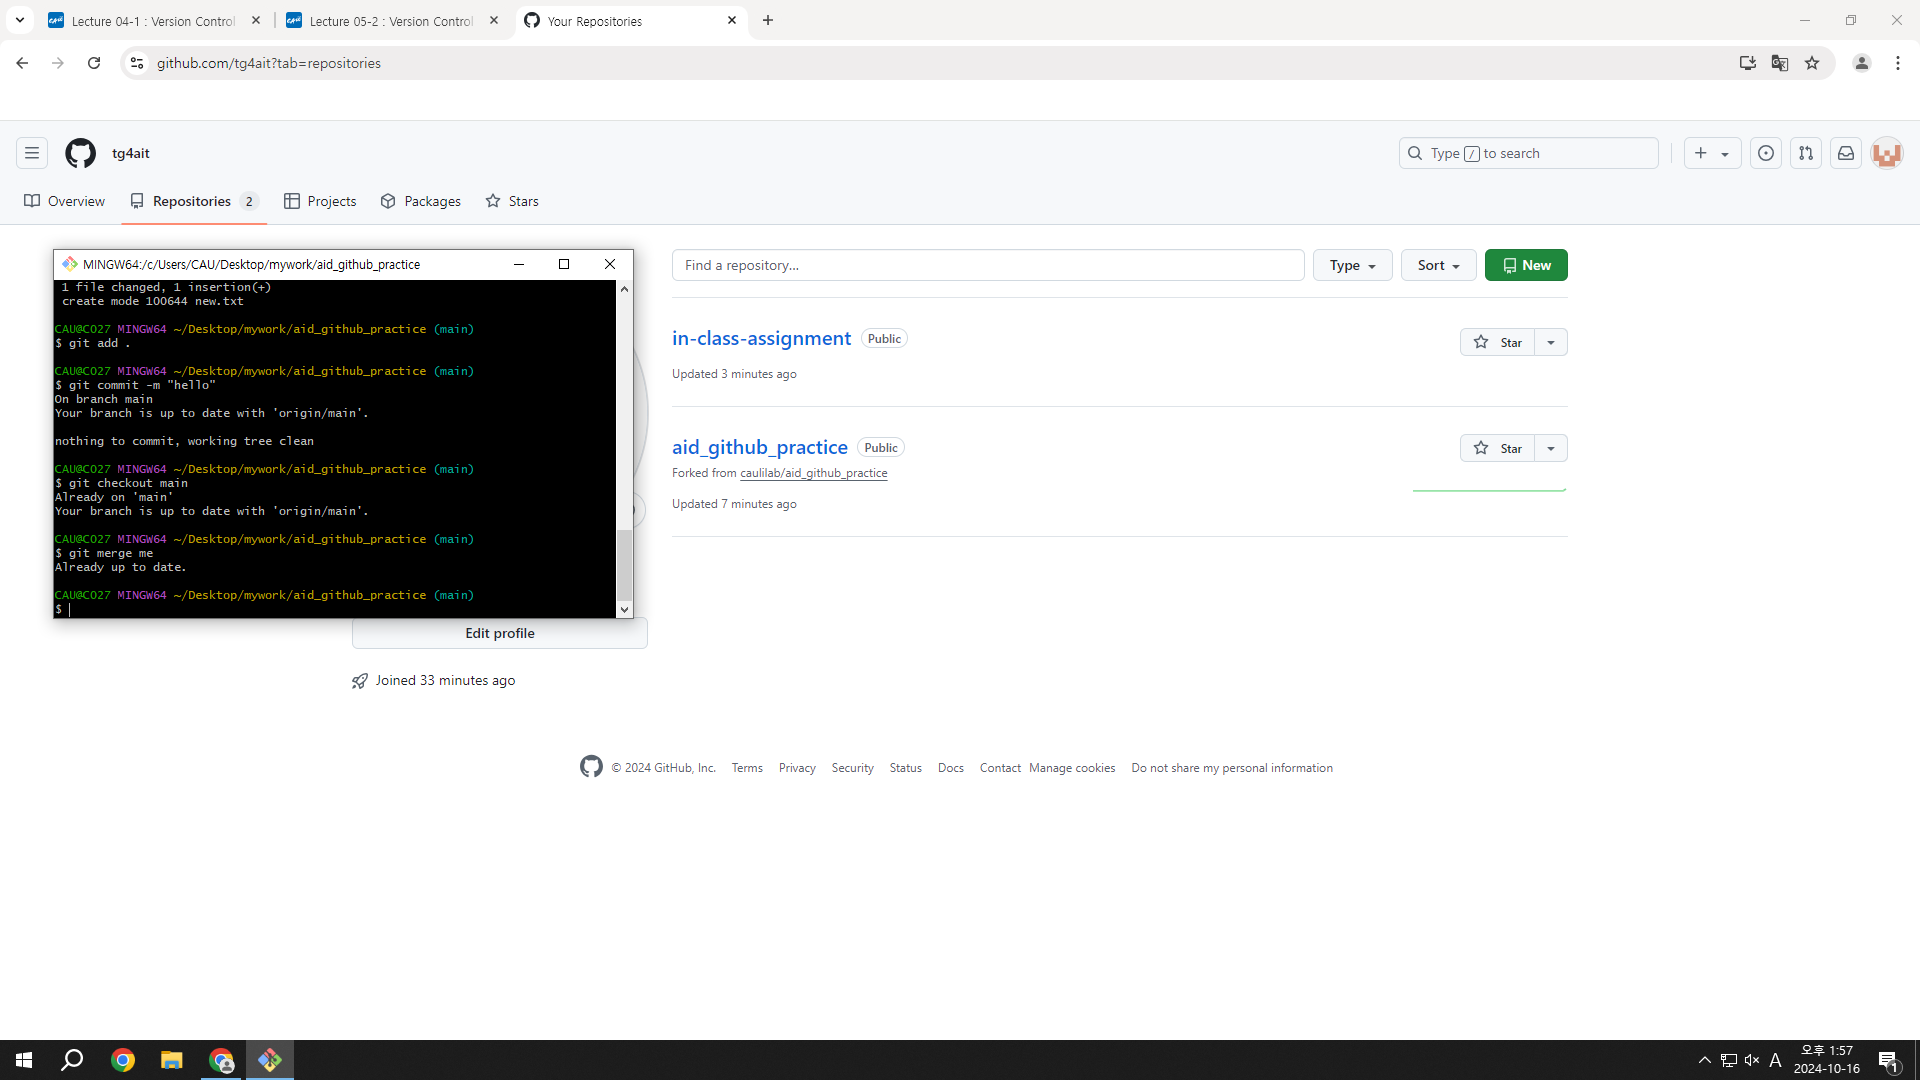 Lecture 04-1 : Version Control
Lecture 05-2 : Version Control
Your Repositories
github.com/tg4ait?tab=repositories
tg4ait
Type / to search
Overview
Repositories 2
Projects
Packages
Stars
MINGW64:/c/Users/CAU/Desktop/mywork/aid_github_practice
1 file changed, 1 insertion(+)
create mode 100644 new.txt
CAU@CO27 MINGW64 ~/Desktop/mywork/aid_github_practice (main)
$ git add .
CAU@CO27 MINGW64 ~/Desktop/mywork/aid_github_practice (main)
$ git commit -m "hello"
On branch main
Your branch is up to date with 'origin/main'.
nothing to commit, working tree clean
CAU@CO27 MINGW64 ~/Desktop/mywork/aid_github_practice (main)
$ git checkout main
Already on 'main'
Your branch is up to date with 'origin/main'.
CAU@CO27 MINGW64 ~/Desktop/mywork/aid_github_practice (main)
$ git merge me
Already up to date.
CAU@CO27 MINGW64 ~/Desktop/mywork/aid_github_practice (main)
$
Find a repository...
Type
Sort
New
in-class-assignment Public
Star
Updated 3 minutes ago
aid_github_practice Public
Star
Forked from caulilab/aid_github_practice
Updated 7 minutes ago
Edit profile
Joined 33 minutes ago
© 2024 GitHub, Inc. Terms Privacy Security Status Docs Contact Manage cookies Do not share my personal information
A
오후 1:57
2024-10-16
1